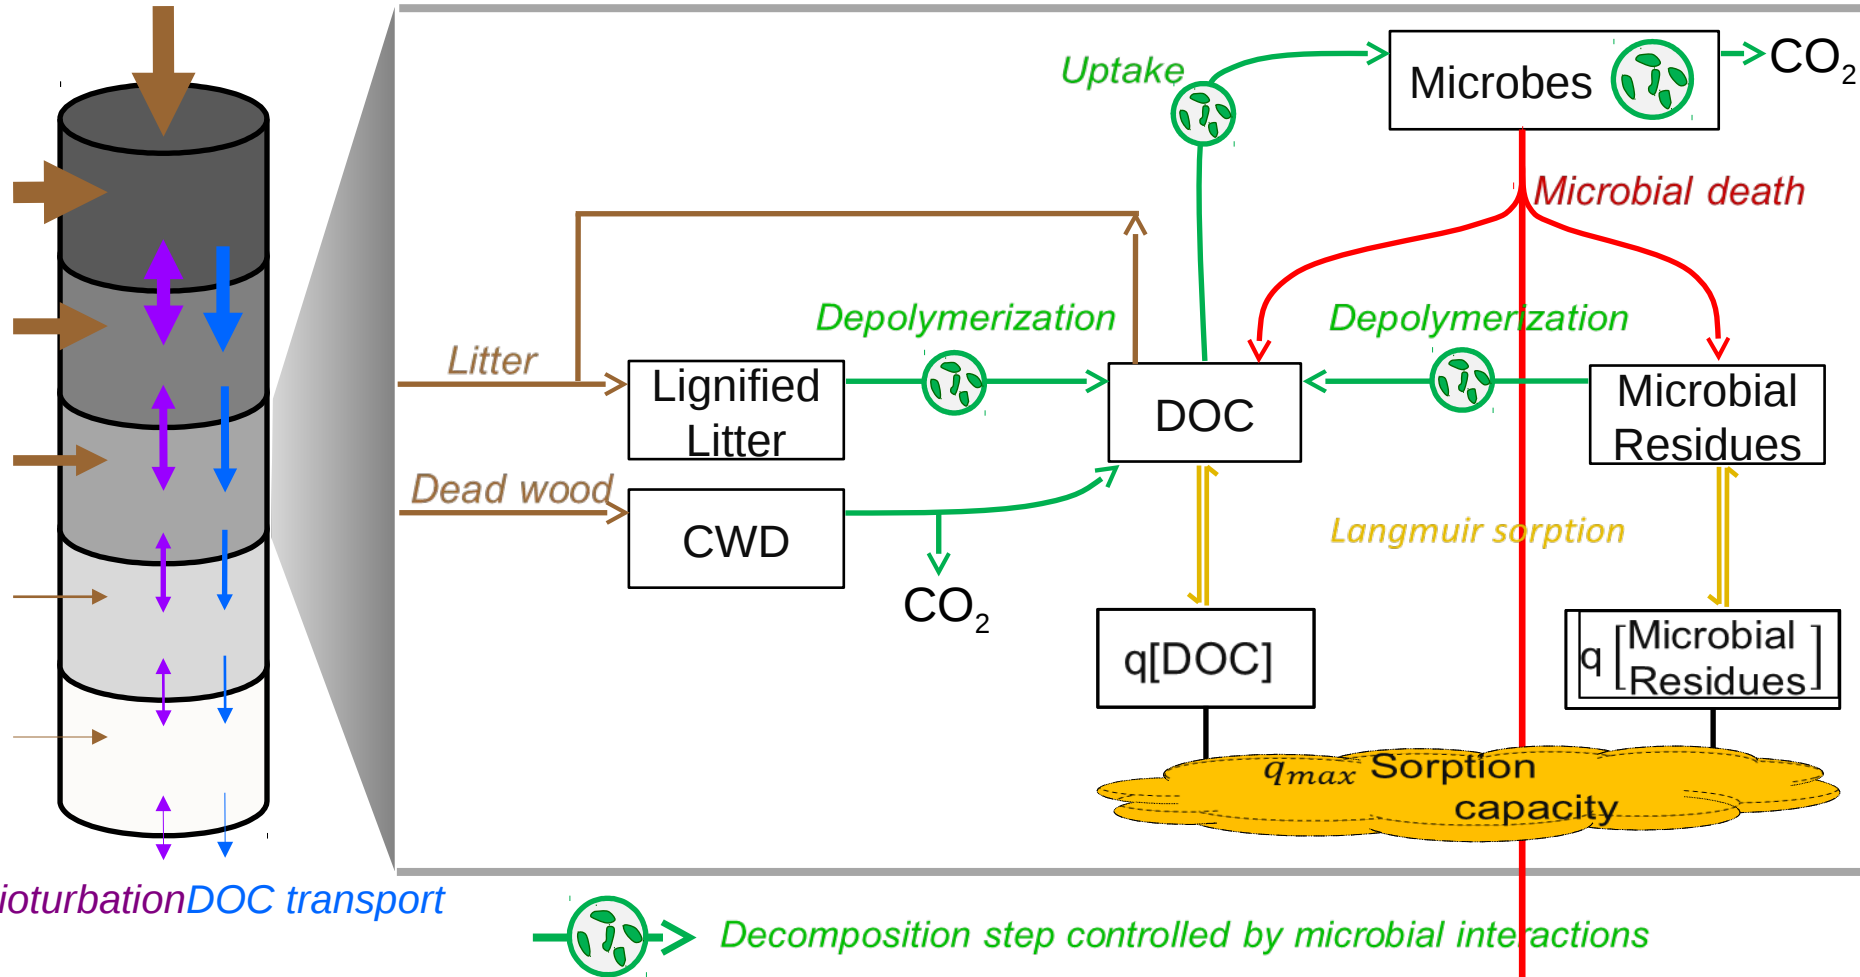 Uptake
Microbes
CO2
Microbial death
Litter
Depolymerization
Depolymerization
Lignified
Litter
DOC
Microbial
Residues
Dead wood
CWD
CO2
Langmuir sorption
q[DOC]
q [Microbial
Residues]
qmax Sorption
capacity
ioturbation DOC transport
Decomposition step controlled by microbial interactions